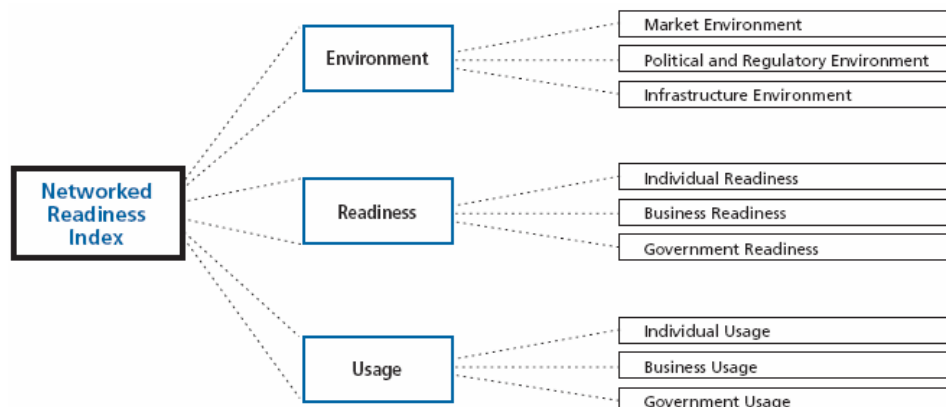 Environment
Market Environment
Political and Regulatory Environment
Infrastructure Environment
Networked
Readiness
Index
Readiness
Individual Readiness
Business Readiness
Government Readiness
Usage
Individual Usage
Business Usage
Government Usage